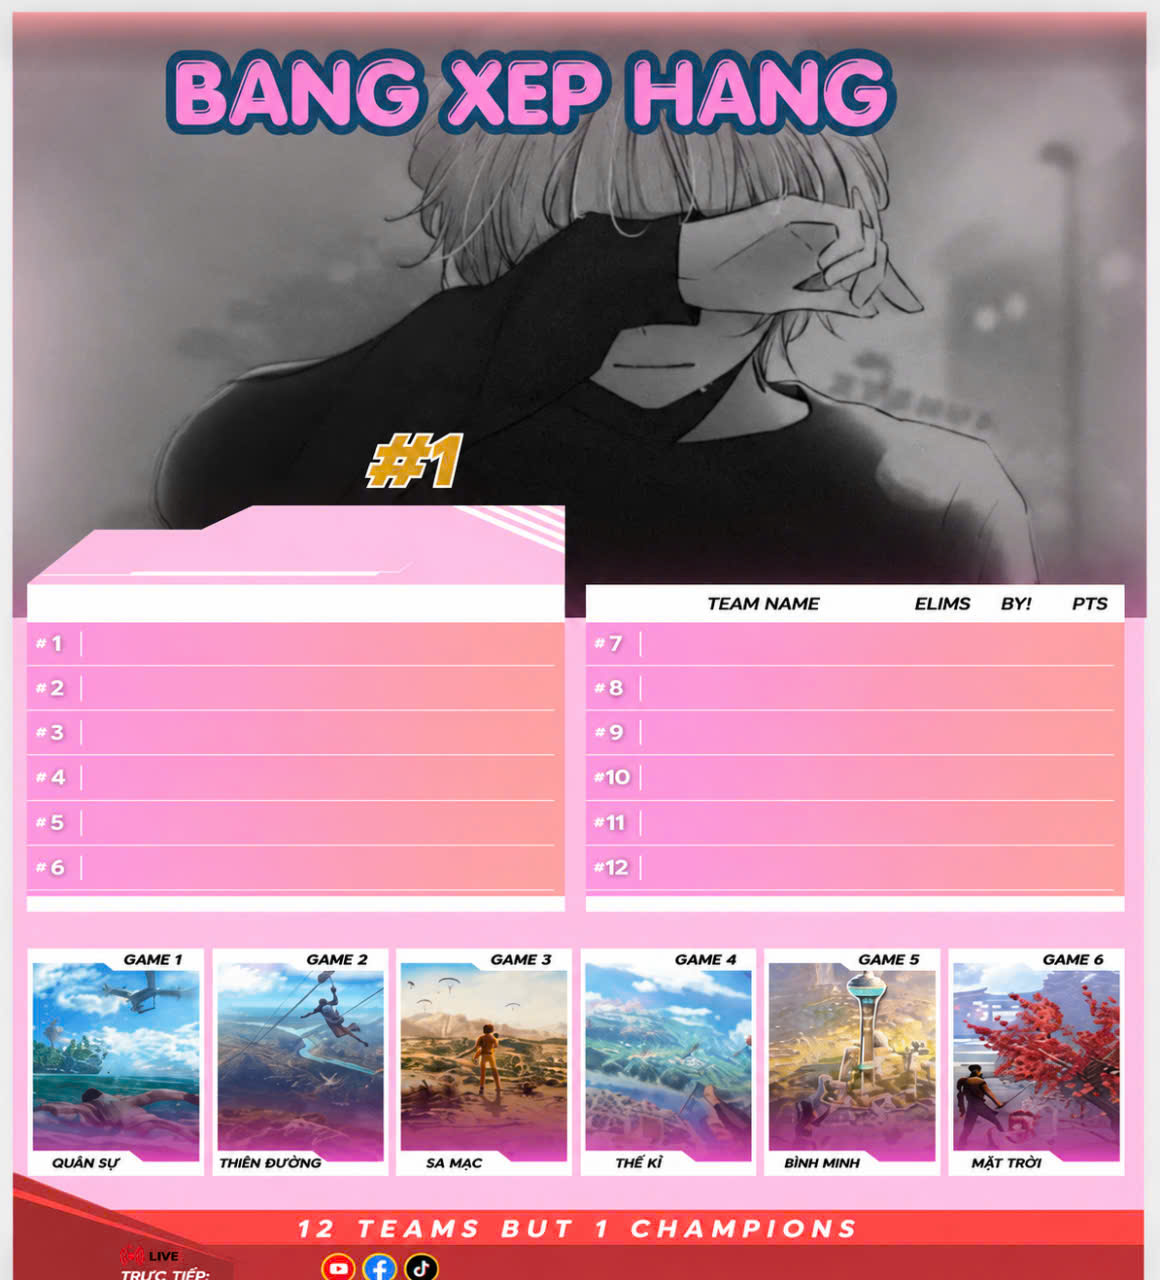 BANG XEP HANG
#1
TEAM NAME ELIMS BY! PTS
#1
#2
#3
#4
#5
#6
#7
#8
#9
#10
#11
#12
GAME 1
QUÂN SỰ
GAME 2
THIÊN ĐƯỜNG
GAME 3
SA MẠC
GAME 4
THẾ KỈ
GAME 5
BÌNH MINH
GAME 6
MẶT TRỜI
12 TEAMS BUT 1 CHAMPIONS
LIVE
TRỰC TIẾP: